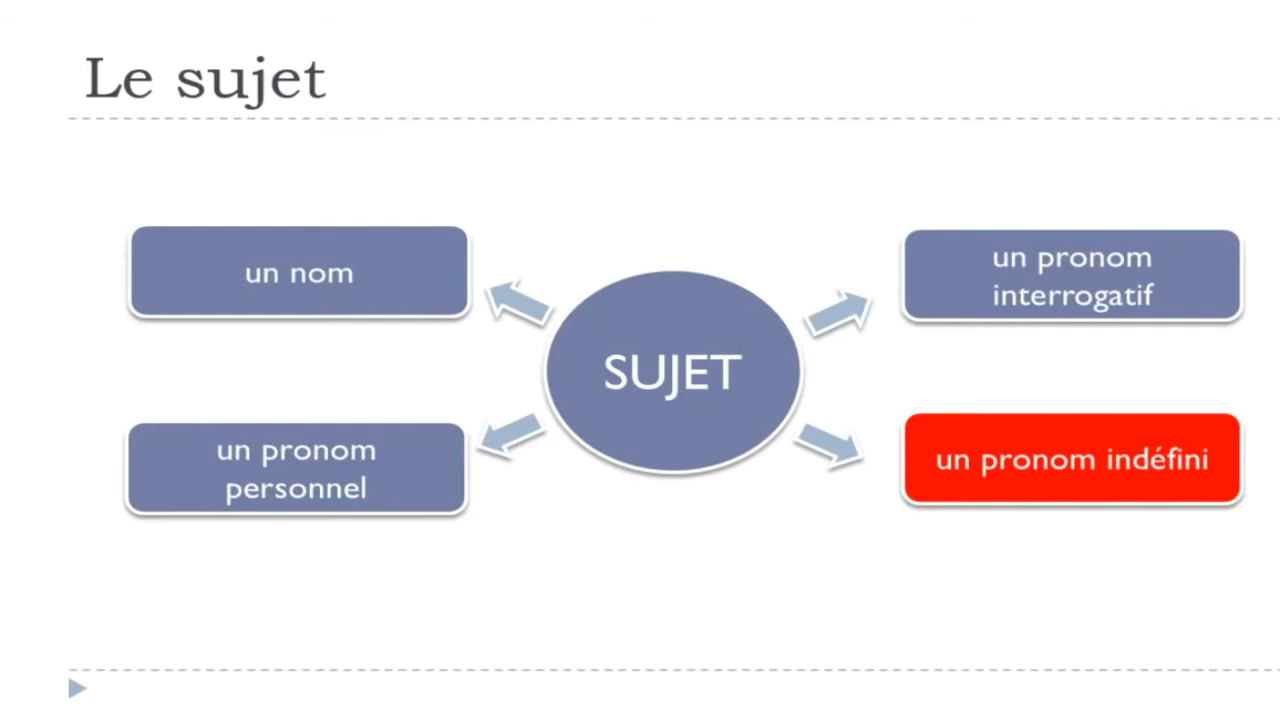 Le sujet
un nom
un pronom
interrogatif
SUJET
un pronom
personnel
un pronom indéfini